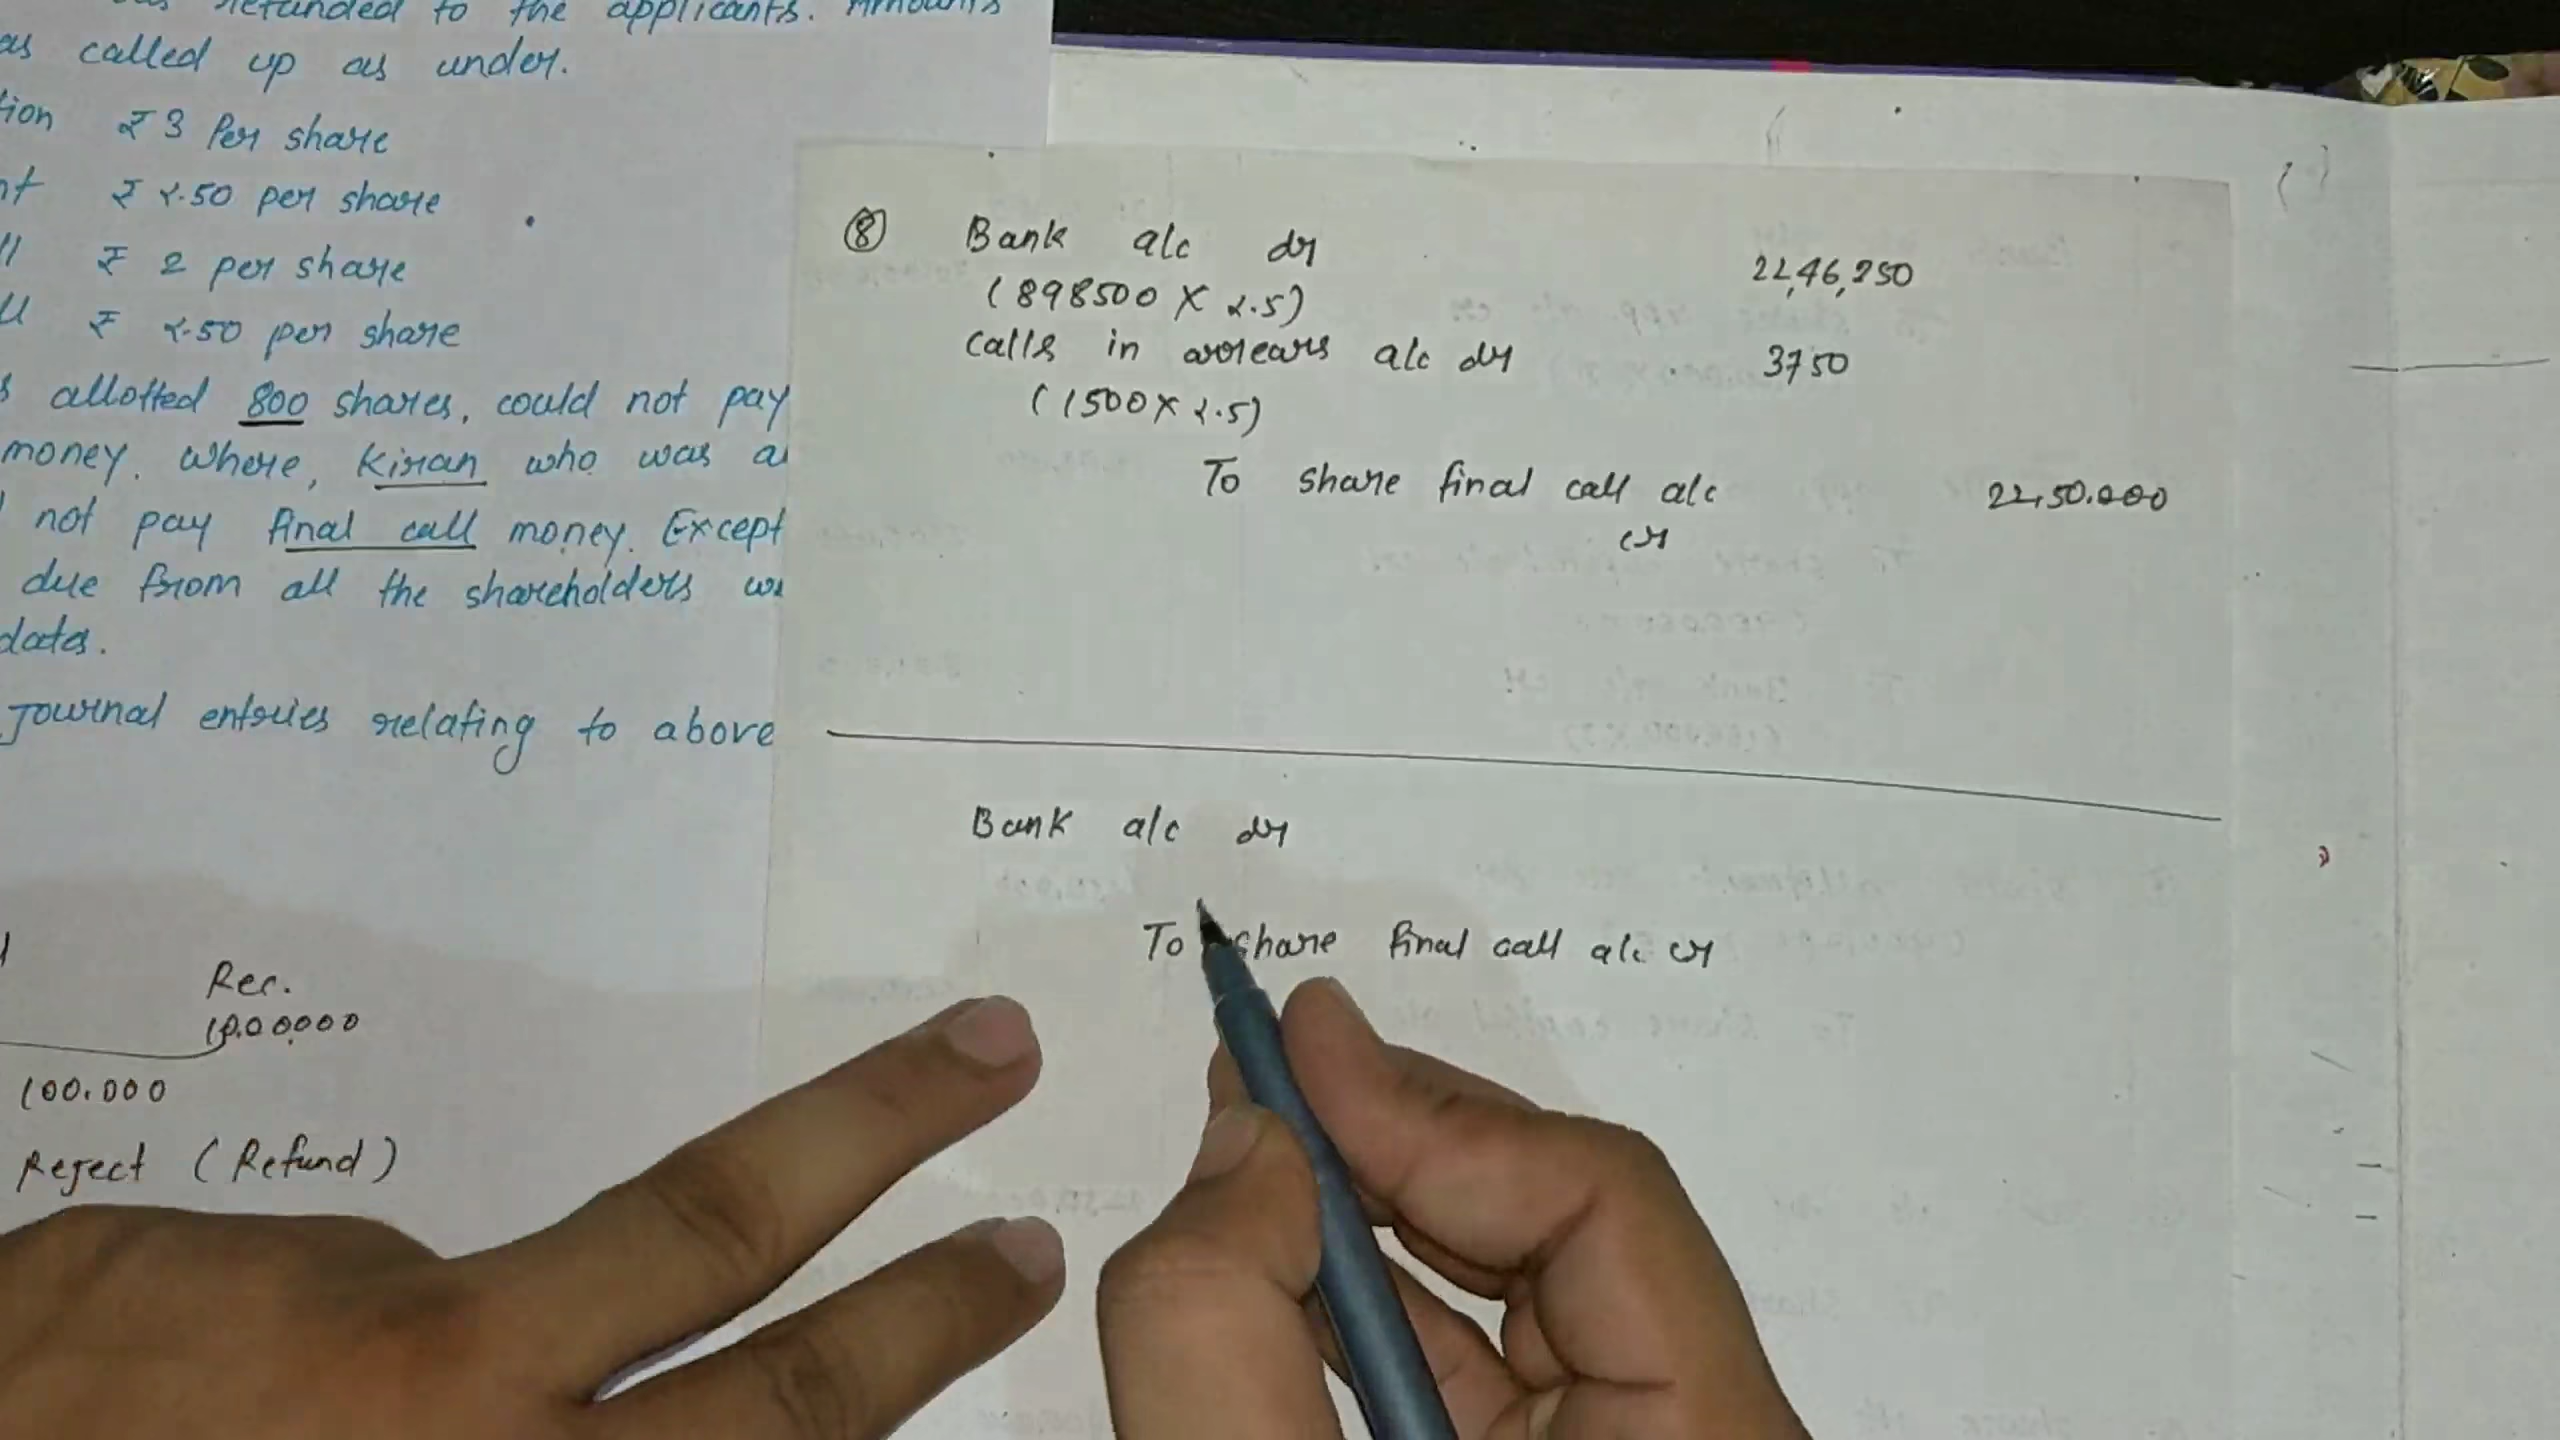 refunded to the applicants. Amounts
as called up as under.
tion ₹ 3 Per share
nt ₹ 2.50 per share
ll ₹ 2 per share
ll ₹ 2.50 per share
s allotted 800 shares, could not pay
money. Where, Kiran who was a
not pay final call money. Except
due from all the shareholders
dates.
Journal entries relating to above
Rec.
10,00,000
100,000
Reject (Refund)
⑧ Bank a/c dr 22,46,250
(898500 X 2.5)
Calls in arrears a/c dr 3750
(1500 X 2.5)
To share final call a/c 22,50,000
cr
Bank a/c dr
To share final call a/c cr